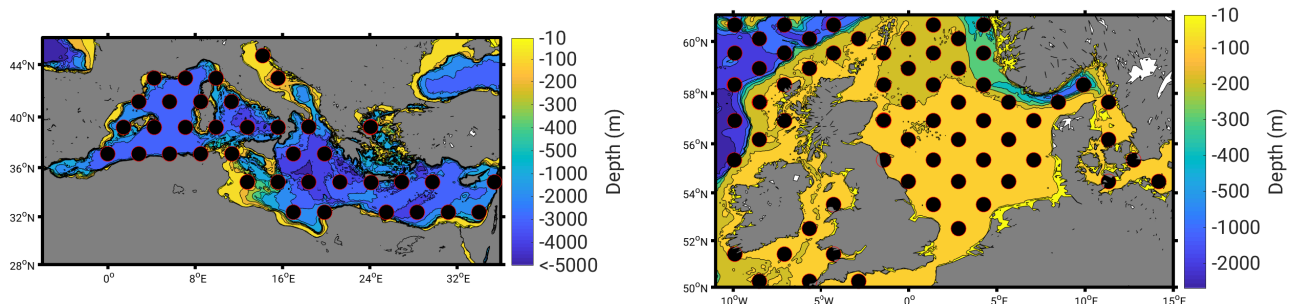 44°N
40°N
36°N
32°N
28°N
0°
8°E
16°E
24°E
32°E
-10
-100
-200
-300
-400
-500
-1000
-2000
-3000
-4000
<-5000
Depth (m)
60°N
58°N
56°N
54°N
52°N
50°N
10°W
5°W
0°
5°E
10°E
15°E
-10
-100
-200
-300
-400
-500
-1000
-2000
Depth (m)